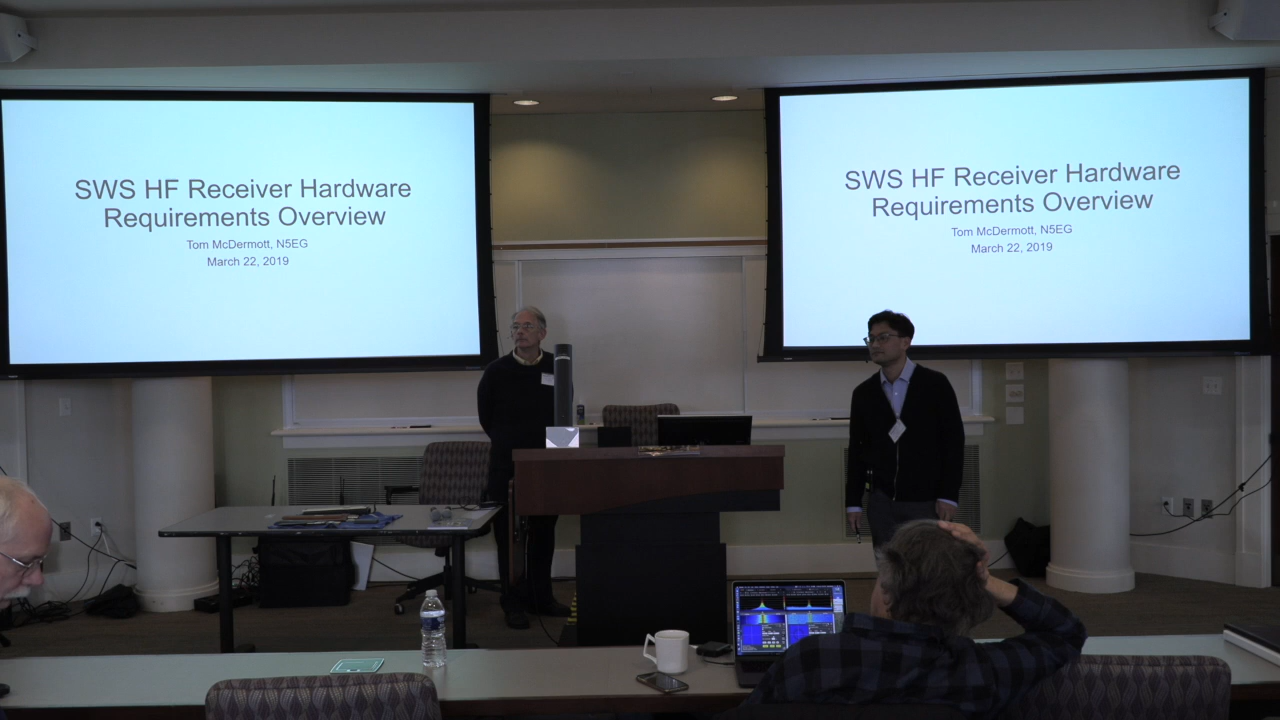 SWS HF Receiver Hardware
Requirements Overview
Tom McDermott, N5EG
March 22, 2019
SWS HF Receiver Hardware
Requirements Overview
Tom McDermott, N5EG
March 22, 2019